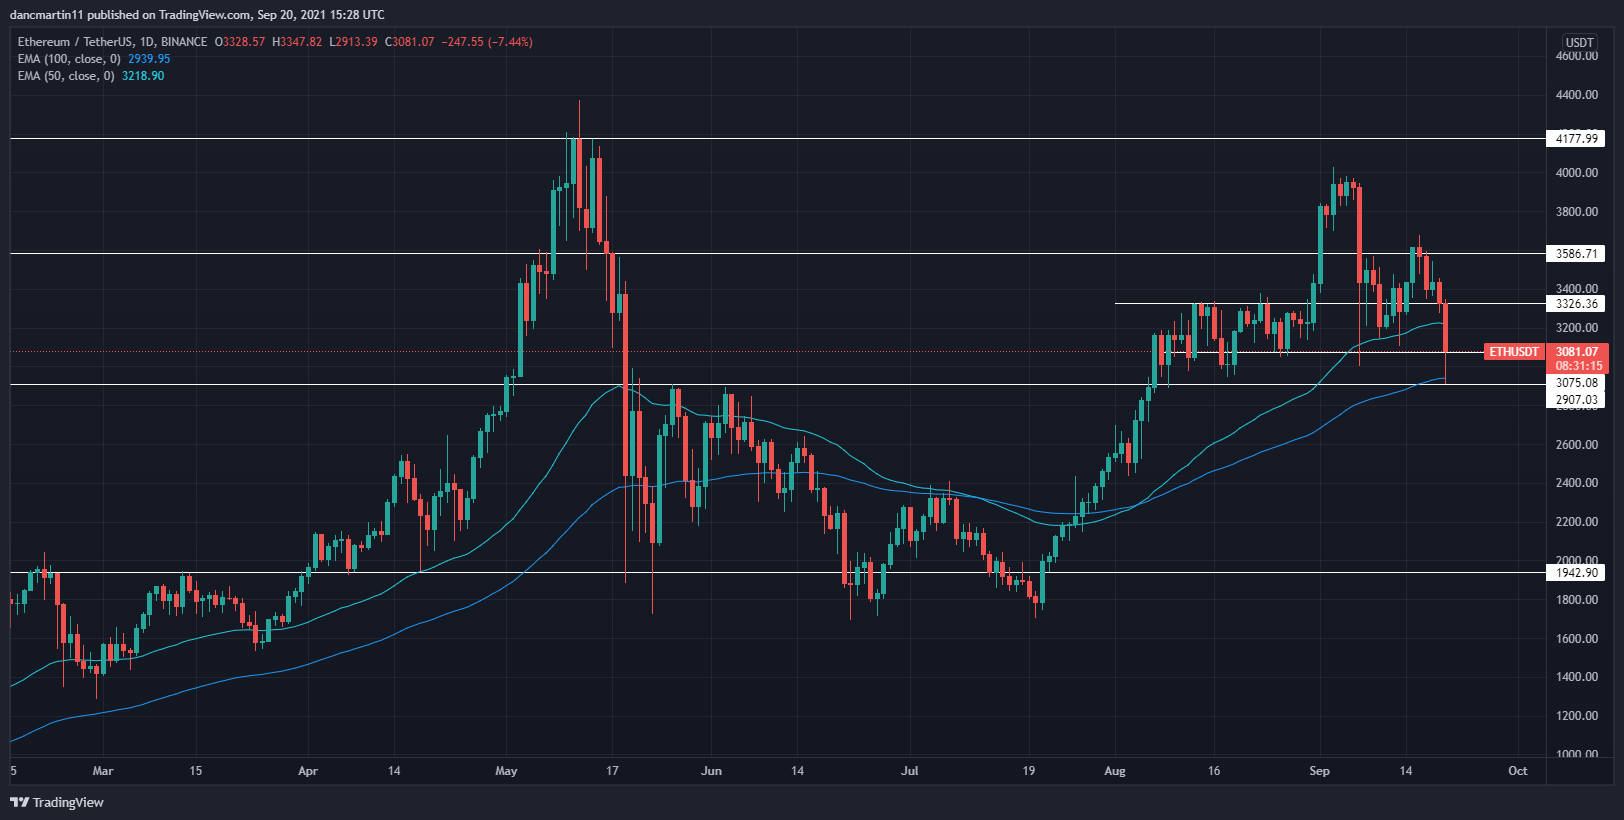 dancmartin11 published on TradingView.com, Sep 20, 2021 15:28 UTC
Ethereum / TetherUS, 1D, BINANCE O3328.57 H3347.82 L2913.39 C3081.07 −247.55 (−7.44%)
EMA (100, close, 0) 2939.95
EMA (50, close, 0) 3218.90
USDT
4600.00
4400.00
4177.99
4000.00
3800.00
3586.71
3400.00
3326.36
3200.00
ETHUSDT 3081.07
08:31:15
3075.08
2907.03
2600.00
2400.00
2200.00
2000.00
1942.90
1800.00
1600.00
1400.00
1200.00
1000.00
5 Mar 15 Apr 14 May 17 Jun 14 Jul 19 Aug 16 Sep 14 Oct
TradingView